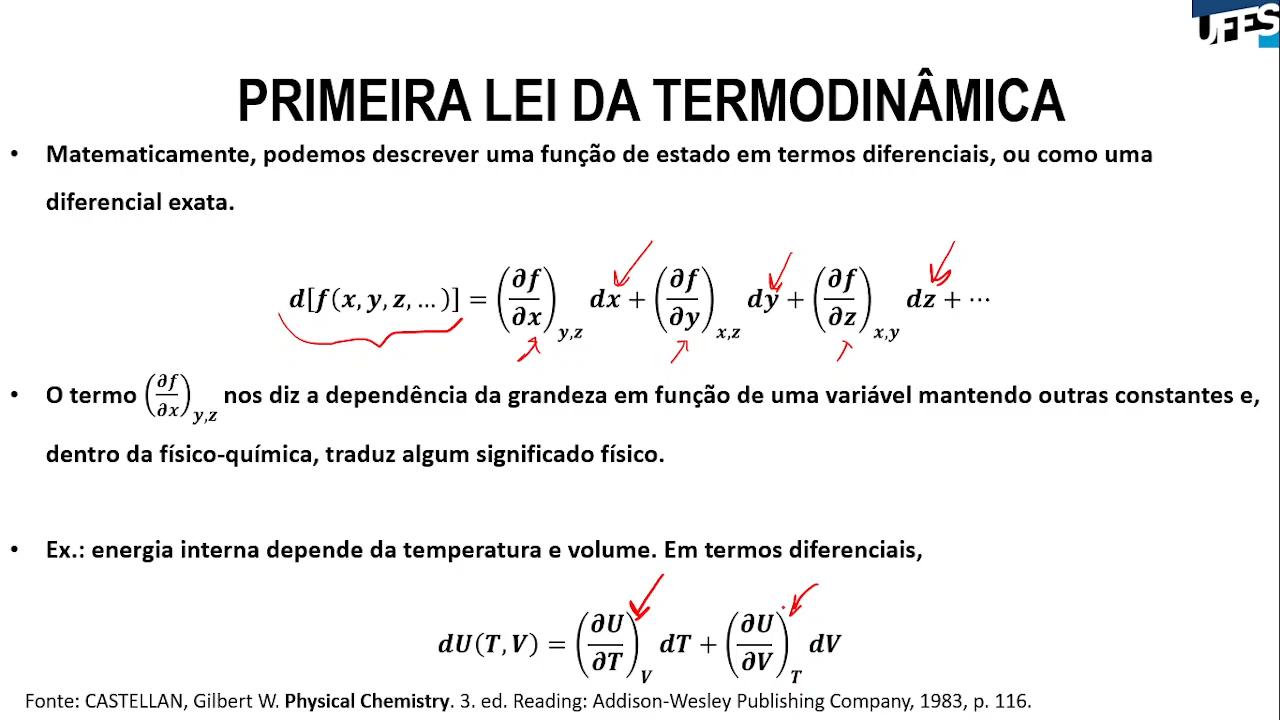 UFES
PRIMEIRA LEI DA TERMODINÂMICA
• Matematicamente, podemos descrever uma função de estado em termos diferenciais, ou como uma
diferencial exata.
d[f(x, y, z, … )] = (∂f/∂x)_{y,z} dx + (∂f/∂y)_{x,z} dy + (∂f/∂z)_{x,y} dz + ⋯
• O termo (∂f/∂x)_{y,z} nos diz a dependência da grandeza em função de uma variável mantendo outras constantes e,
dentro da físico-química, traduz algum significado físico.
• Ex.: energia interna depende da temperatura e volume. Em termos diferenciais,
dU(T, V) = (∂U/∂T)_V dT + (∂U/∂V)_T dV
Fonte: CASTELLAN, Gilbert W. Physical Chemistry. 3. ed. Reading: Addison-Wesley Publishing Company, 1983, p. 116.